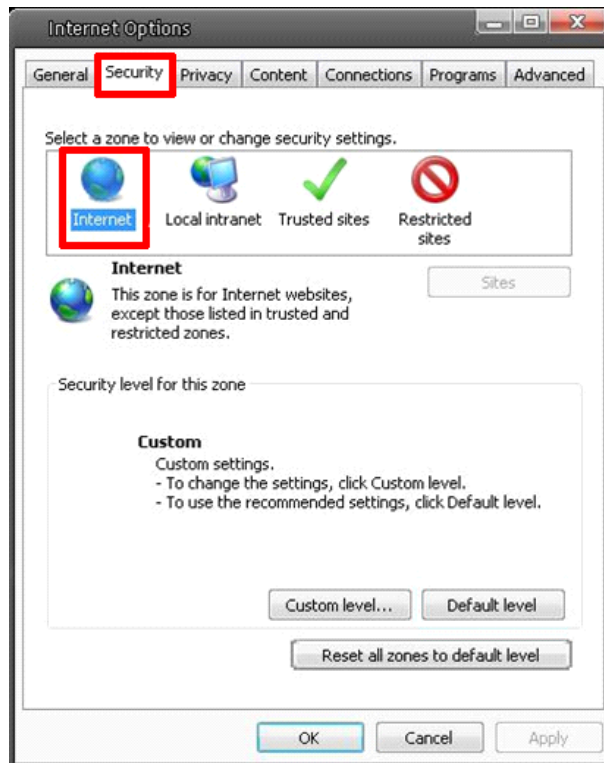 Internet Options
General Security Privacy Content Connections Programs Advanced
Select a zone to view or change security settings.
Internet Local intranet Trusted sites Restricted sites
Internet
This zone is for Internet websites,
except those listed in trusted and
restricted zones.
Sites
Security level for this zone
Custom
Custom settings.
- To change the settings, click Custom level.
- To use the recommended settings, click Default level.
Custom level... Default level
Reset all zones to default level
OK Cancel Apply